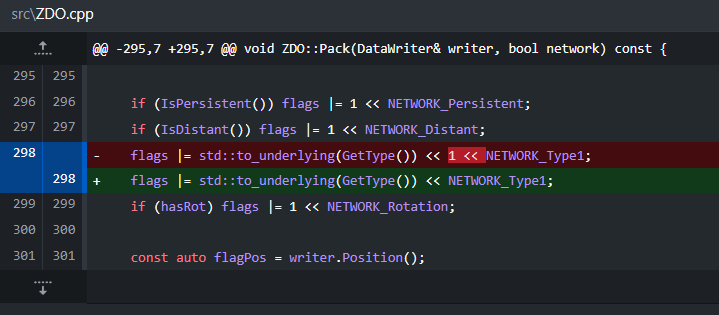 src\ZDO.cpp
@@ -295,7 +295,7 @@ void ZDO::Pack(DataWriter& writer, bool network) const {
295 295
296 296 if (IsPersistent()) flags |= 1 << NETWORK_Persistent;
297 297 if (IsDistant()) flags |= 1 << NETWORK_Distant;
298 - flags |= std::to_underlying(GetType()) << 1 << NETWORK_Type1;
298 + flags |= std::to_underlying(GetType()) << NETWORK_Type1;
299 299 if (hasRot) flags |= 1 << NETWORK_Rotation;
300 300
301 301 const auto flagPos = writer.Position();